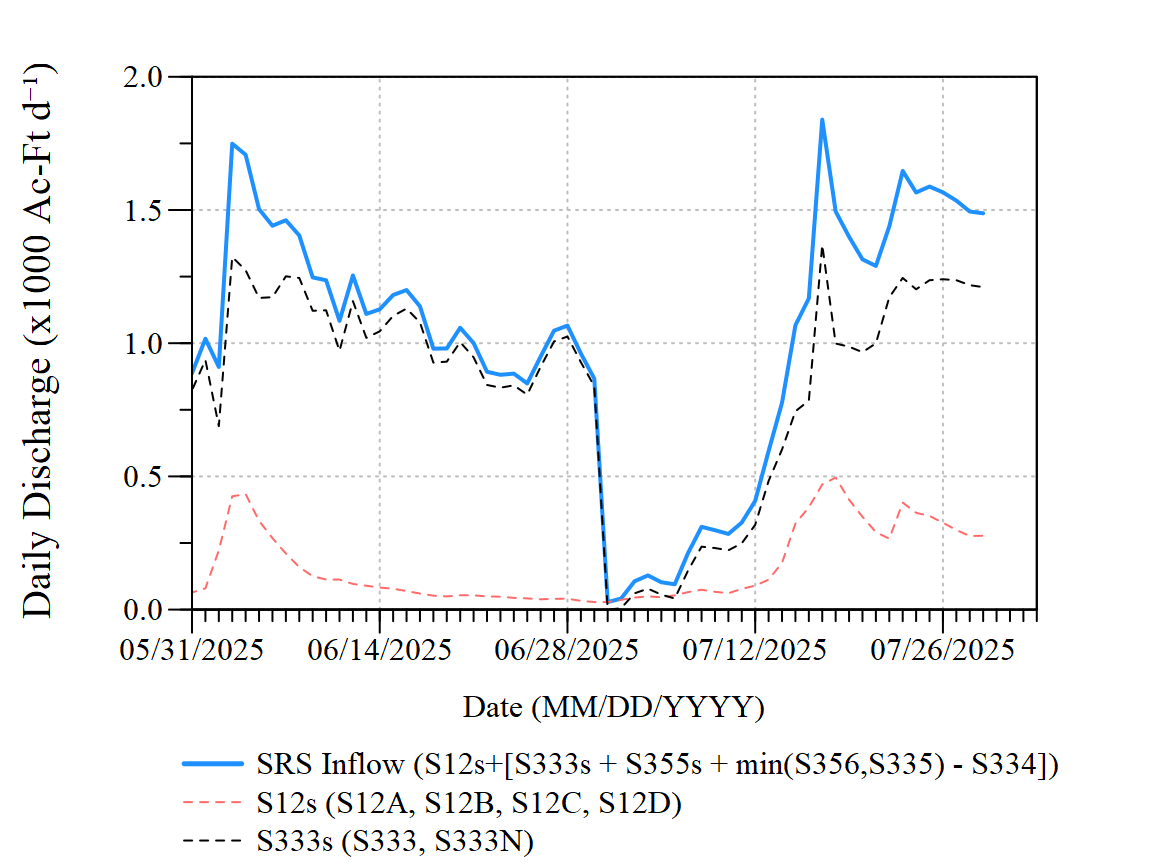 Daily Discharge (x1000 Ac-Ft d⁻¹)
2.0
1.5
1.0
0.5
0.0
05/31/2025 06/14/2025 06/28/2025 07/12/2025 07/26/2025
Date (MM/DD/YYYY)
SRS Inflow (S12s+[S333s + S355s + min(S356,S335) - S334])
S12s (S12A, S12B, S12C, S12D)
S333s (S333, S333N)